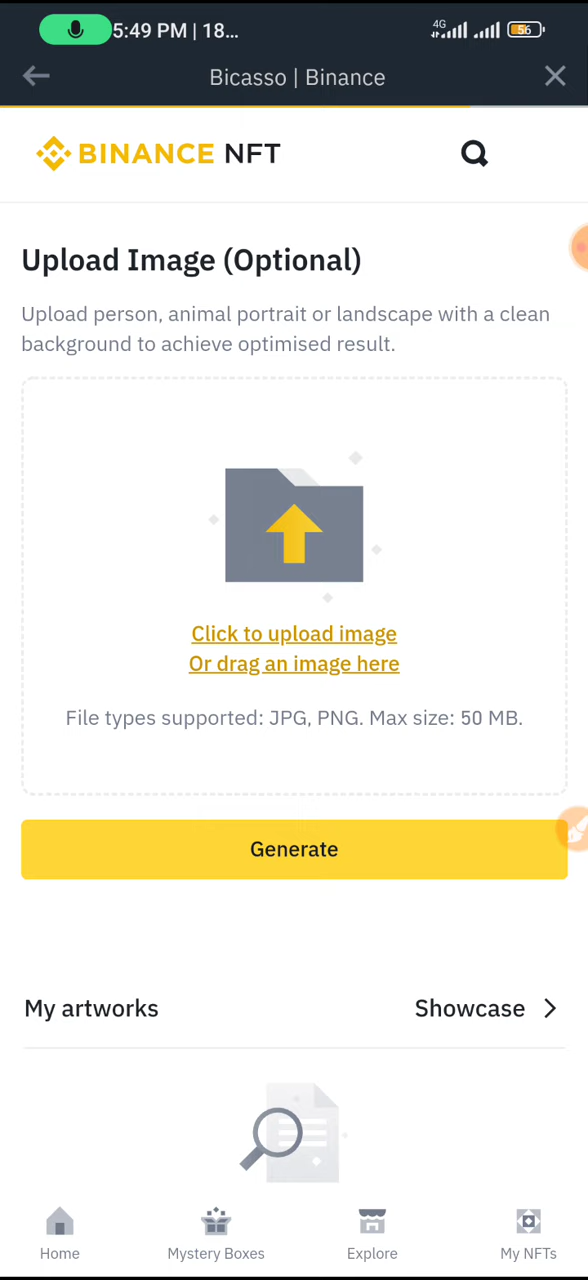 5:49 PM | 18...
4G
56
Bicasso | Binance
BINANCE NFT
Upload Image (Optional)
Upload person, animal portrait or landscape with a clean
background to achieve optimised result.
Click to upload image
Or drag an image here
File types supported: JPG, PNG. Max size: 50 MB.
Generate
My artworks
Showcase
Home
Mystery Boxes
Explore
My NFTs